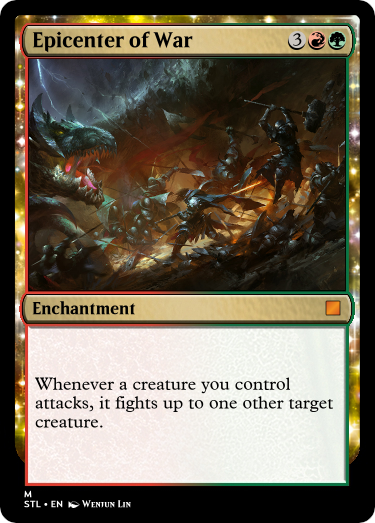 Epicenter of War 3
Enchantment
Whenever a creature you control
attacks, it fights up to one other target
creature.
M
STL • EN Wenjun Lin